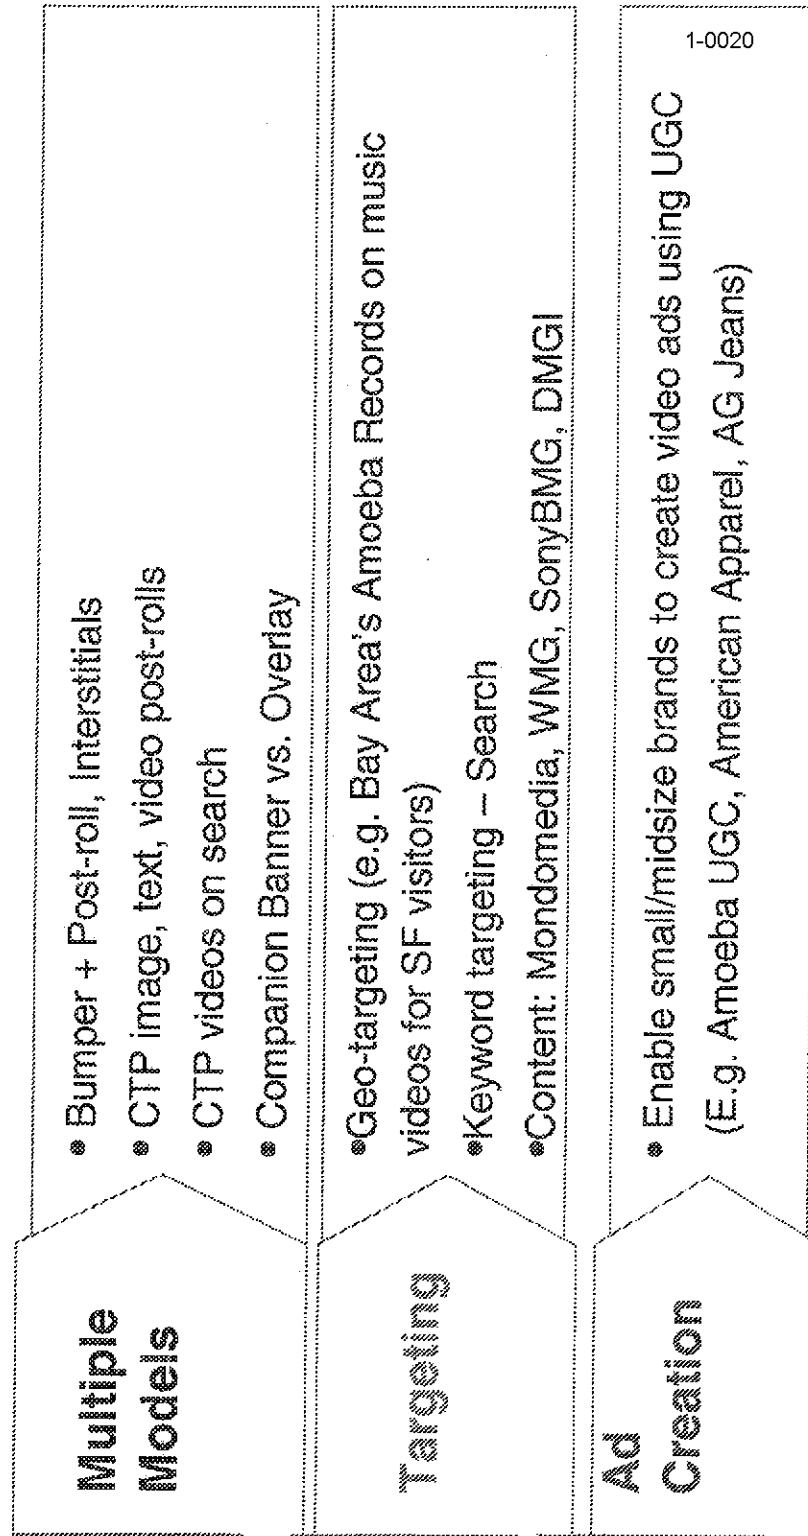 Multiple
Models
• Bumper + Post-roll, Interstitials
• CTP image, text, video post-rolls
• CTP videos on search
• Companion Banner vs. Overlay
Targeting
•Geo-targeting (e.g. Bay Area's Amoeba Records on music
videos for SF visitors)
•Keyword targeting – Search
•Content: Mondomedia, WMG, SonyBMG, DMGI
Ad
Creation
• Enable small/midsize brands to create video ads using UGC
(E.g. Amoeba UGC, American Apparel, AG Jeans)
1-0020